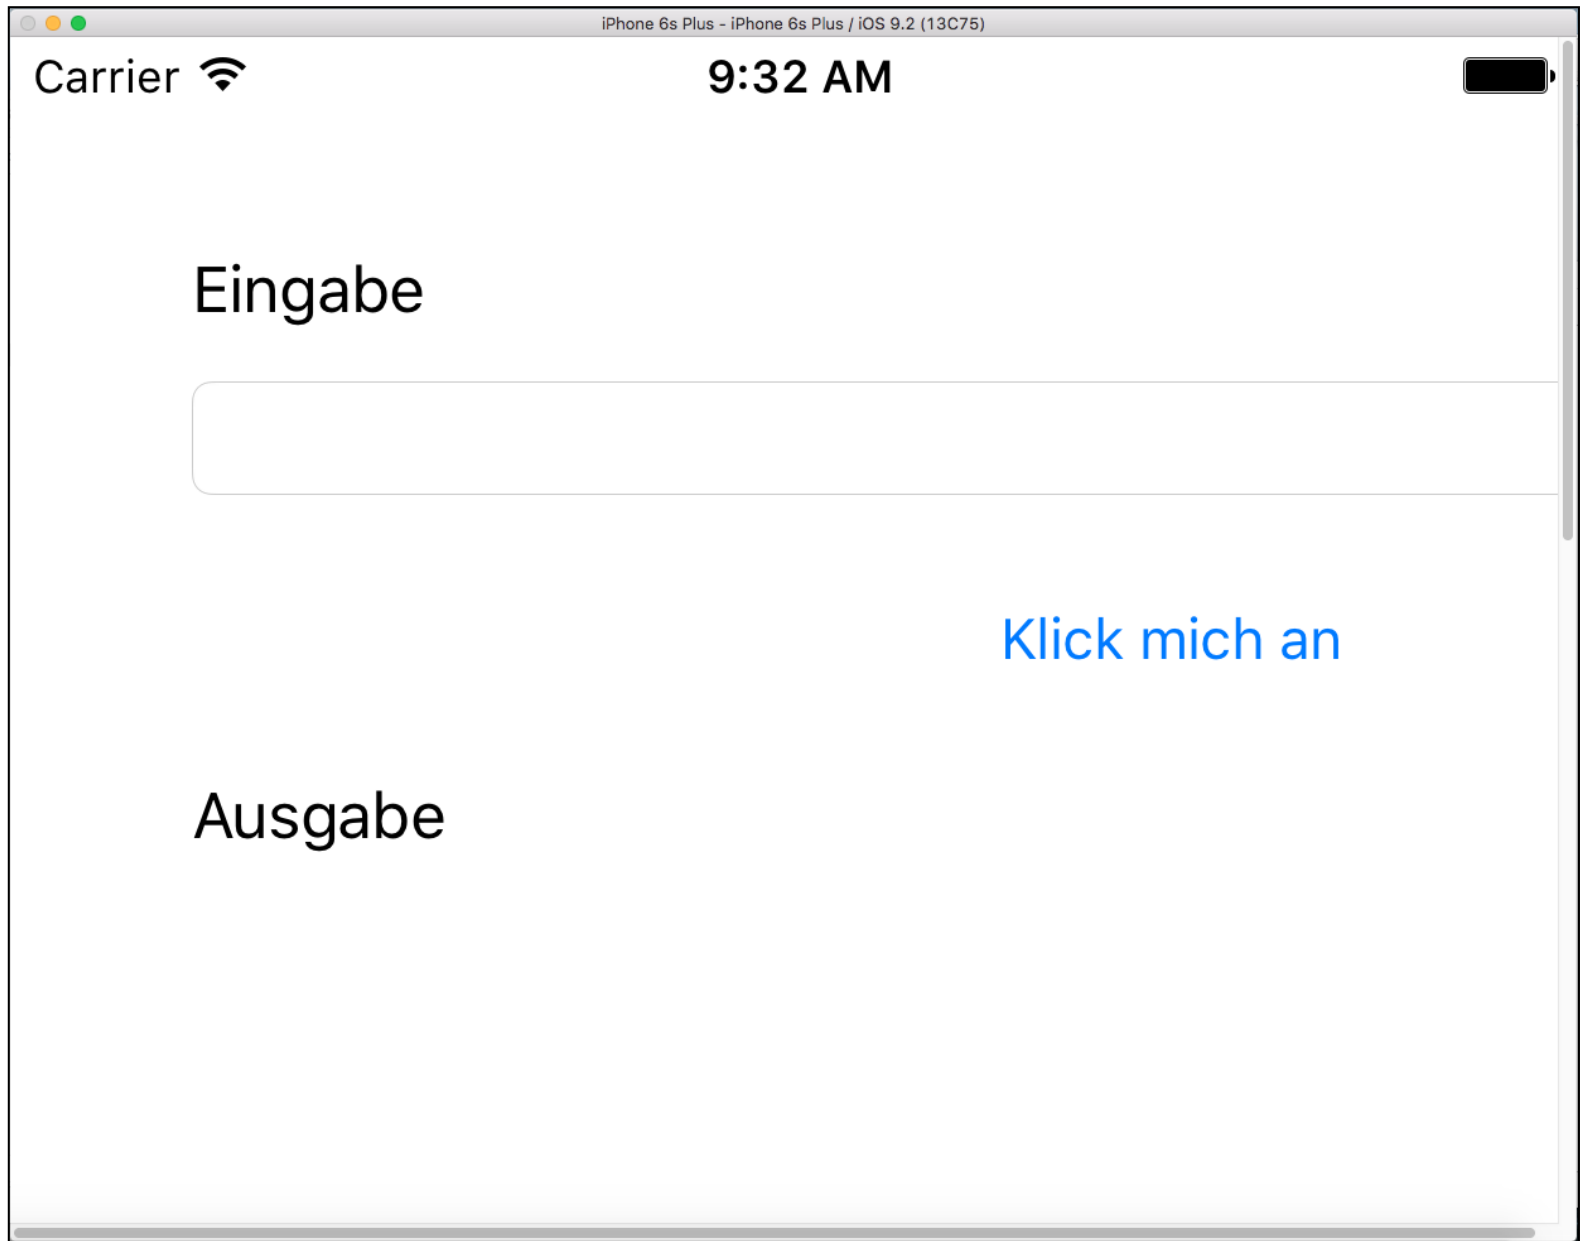 iPhone 6s Plus - iPhone 6s Plus / iOS 9.2 (13C75)
Carrier 9:32 AM
Eingabe
Klick mich an
Ausgabe